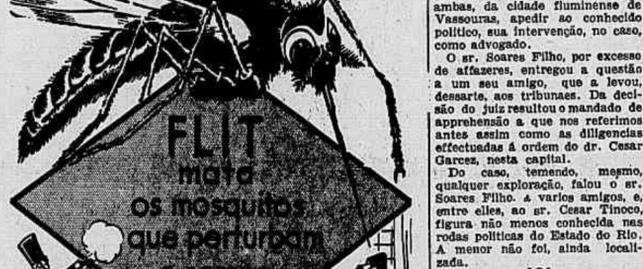 FLIT
mata
os mosquitos
que perturbam
ambas, da cidade fluminense de
Vassouras, apedir ao conhecido
politico, sua intervenção, no caso,
como advogado.
O sr. Soares Filho, por excesso
de affazeres, entregou a questão
a um seu amigo, que a levou,
dessarte, aos tribunaes. Da deci-
são do juiz resultou o mandado de
apprehensão a que nos referimos
antes assim como as diligencias
effectuadas á ordem do dr. Cesar
Garcez, nesta capital.
Do caso, temendo, mesmo,
qualquer exploração, falou o sr.
Soares Filho. a varios amigos, e,
entre elles, ao sr. Cesar Tinoco,
figura não menos conhecida nas
rodas politicas do Estado do Rio.
A menor não foi, ainda locali-
zada.